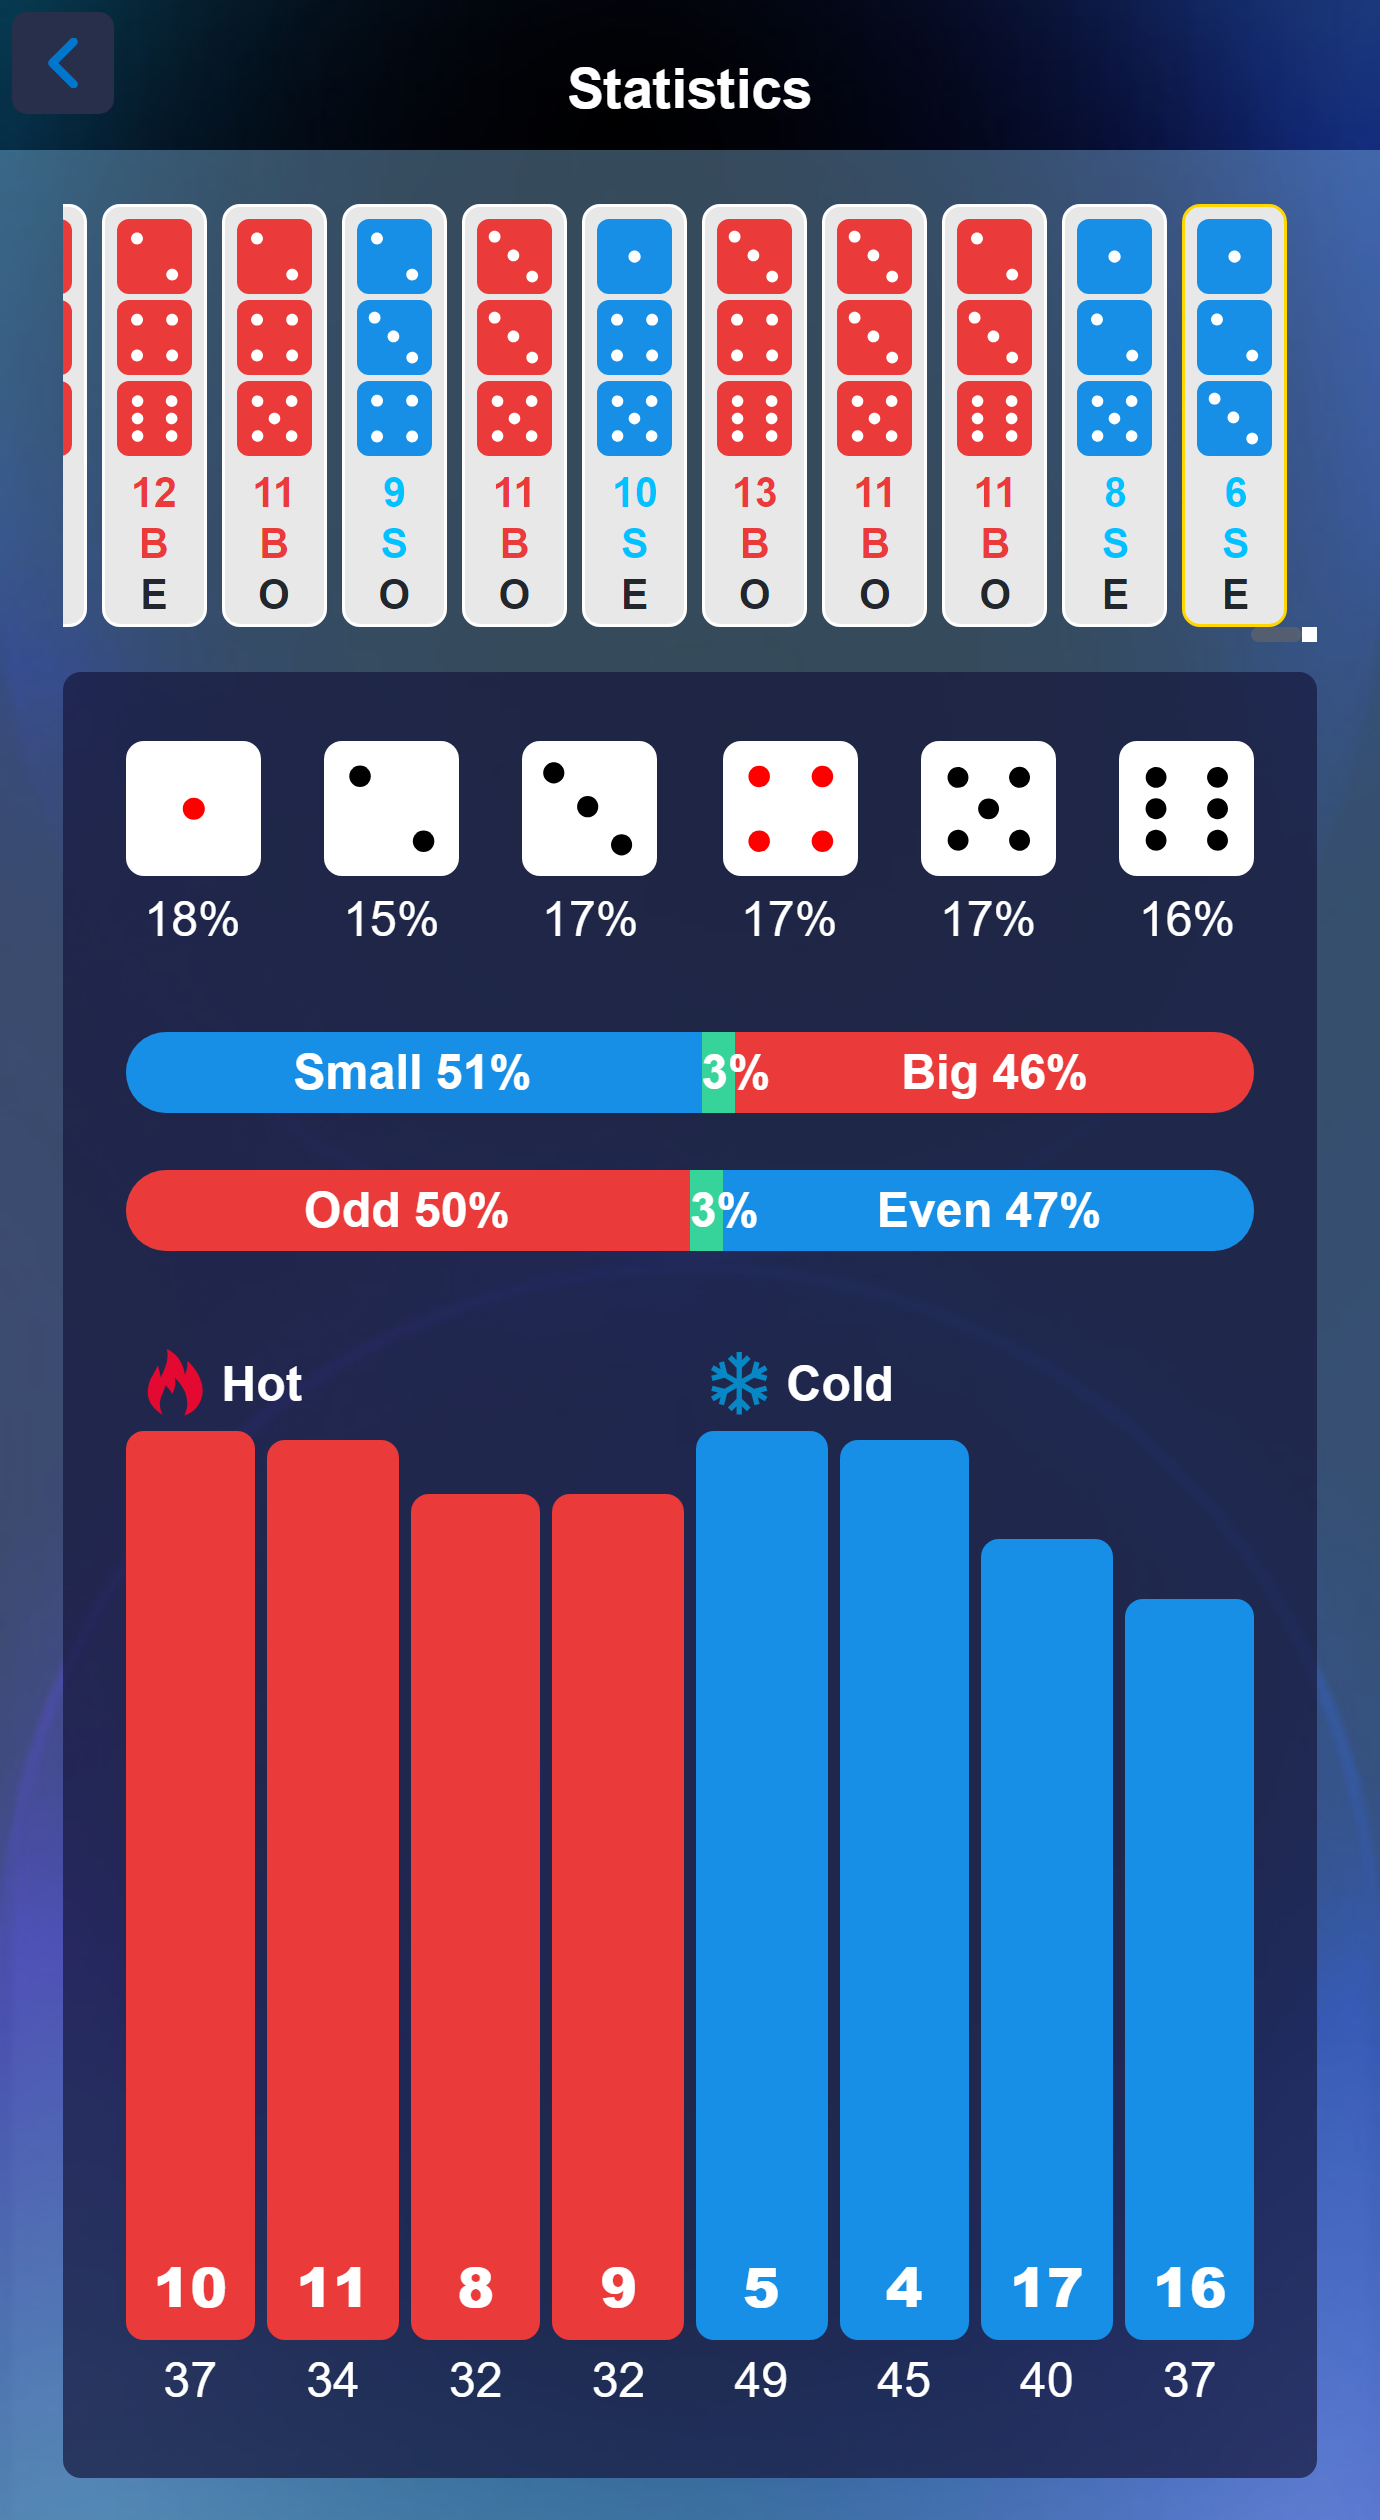 Statistics
12 11 9 11 10 13 11 11 8 6
B B S B S B B B S S
E O O O E O O O E E
18% 15% 17% 17% 17% 16%
Small 51% 3% Big 46%
Odd 50% 3% Even 47%
Hot Cold
10 11 8 9 5 4 17 16
37 34 32 32 49 45 40 37